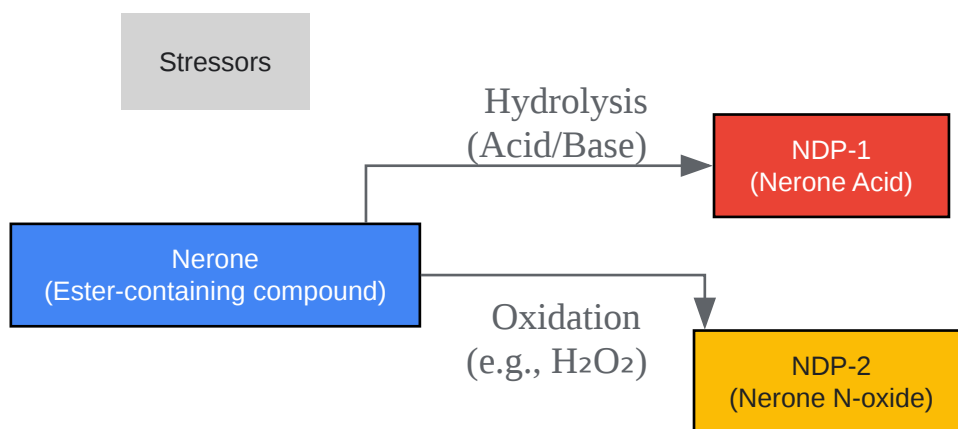 Stressors
Hydrolysis
(Acid/Base)
NDP-1
(Nerone Acid)
Nerone
(Ester-containing compound)
Oxidation
(e.g., H₂O₂)
NDP-2
(Nerone N-oxide)